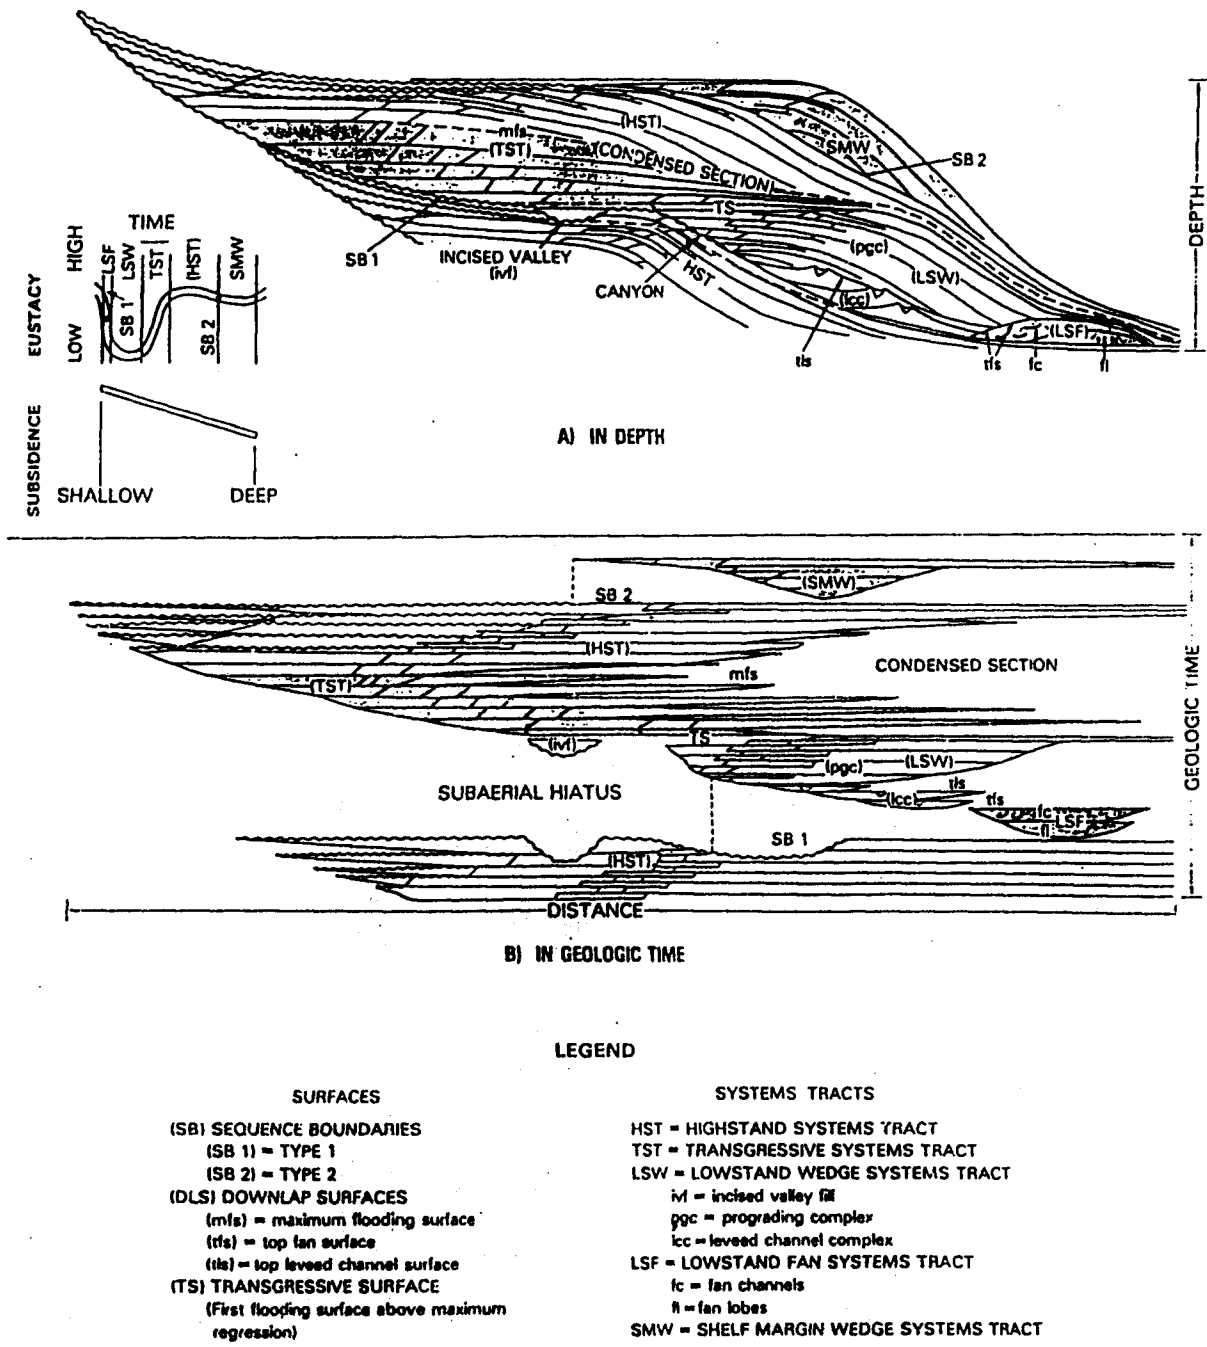 (HST)
mfs
(TST)
(CONDENSED SECTION)
SMW
SB 2
TS
(pgc)
(LSW)
DEPTH
SB 1
INCISED VALLEY
(ivf)
CANYON
HST
(lcc)
tls
(LSF)
tfs
fc
fl
TIME
HIGH
LOW
EUSTACY
LSF
LSW
TST
(HST)
SMW
SB 1
SB 2
SUBSIDENCE
SHALLOW
DEEP
A) IN DEPTH
(SMW)
SB 2
(HST)
CONDENSED SECTION
mfs
(TST)
TS
(ivf)
(pgc)
(LSW)
tls
(lcc)
tfs
SUBAERIAL HIATUS
fc
LSF
fl
SB 1
(HST)
GEOLOGIC TIME
DISTANCE
B) IN GEOLOGIC TIME
LEGEND
SURFACES
(SB) SEQUENCE BOUNDARIES
(SB 1) = TYPE 1
(SB 2) = TYPE 2
(DLS) DOWNLAP SURFACES
(mfs) = maximum flooding surface
(tfs) = top fan surface
(tls) = top leveed channel surface
(TS) TRANSGRESSIVE SURFACE
(First flooding surface above maximum
regression)
SYSTEMS TRACTS
HST = HIGHSTAND SYSTEMS TRACT
TST = TRANSGRESSIVE SYSTEMS TRACT
LSW = LOWSTAND WEDGE SYSTEMS TRACT
ivf = incised valley fill
pgc = prograding complex
lcc = leveed channel complex
LSF = LOWSTAND FAN SYSTEMS TRACT
fc = fan channels
fl = fan lobes
SMW = SHELF MARGIN WEDGE SYSTEMS TRACT